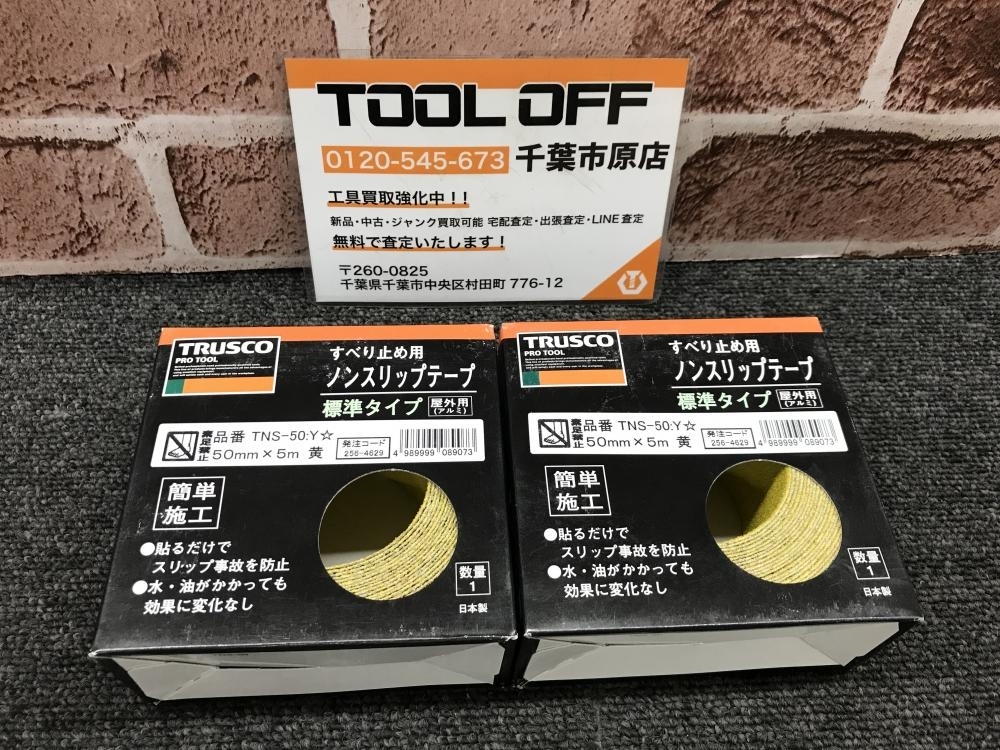 TOOL OFF
0120-545-673 千葉市原店
工具買取強化中！！
新品・中古・ジャンク買取可能 宅配査定・出張査定・LINE査定
無料で査定いたします！
〒260-0825
千葉県千葉市中央区村田町 776-12
TRUSCO
PRO TOOL
すべり止め用
ノンスリップテープ
標準タイプ 屋外用
(アルミ)
素足禁止
品番 TNS-50:Y☆
50mm×5m 黄
発注コード
256-4629
4 989999 089073
簡単
施工
●貼るだけで
スリップ事故を防止
●水・油がかかっても
効果に変化なし
数量
1
日本製
TRUSCO
PRO TOOL
すべり止め用
ノンスリップテープ
標準タイプ 屋外用
(アルミ)
素足禁止
品番 TNS-50:Y☆
50mm×5m 黄
発注コード
256-4629
4 989999 089073
簡単
施工
●貼るだけで
スリップ事故を防止
●水・油がかかっても
効果に変化なし
数量
1
日本製